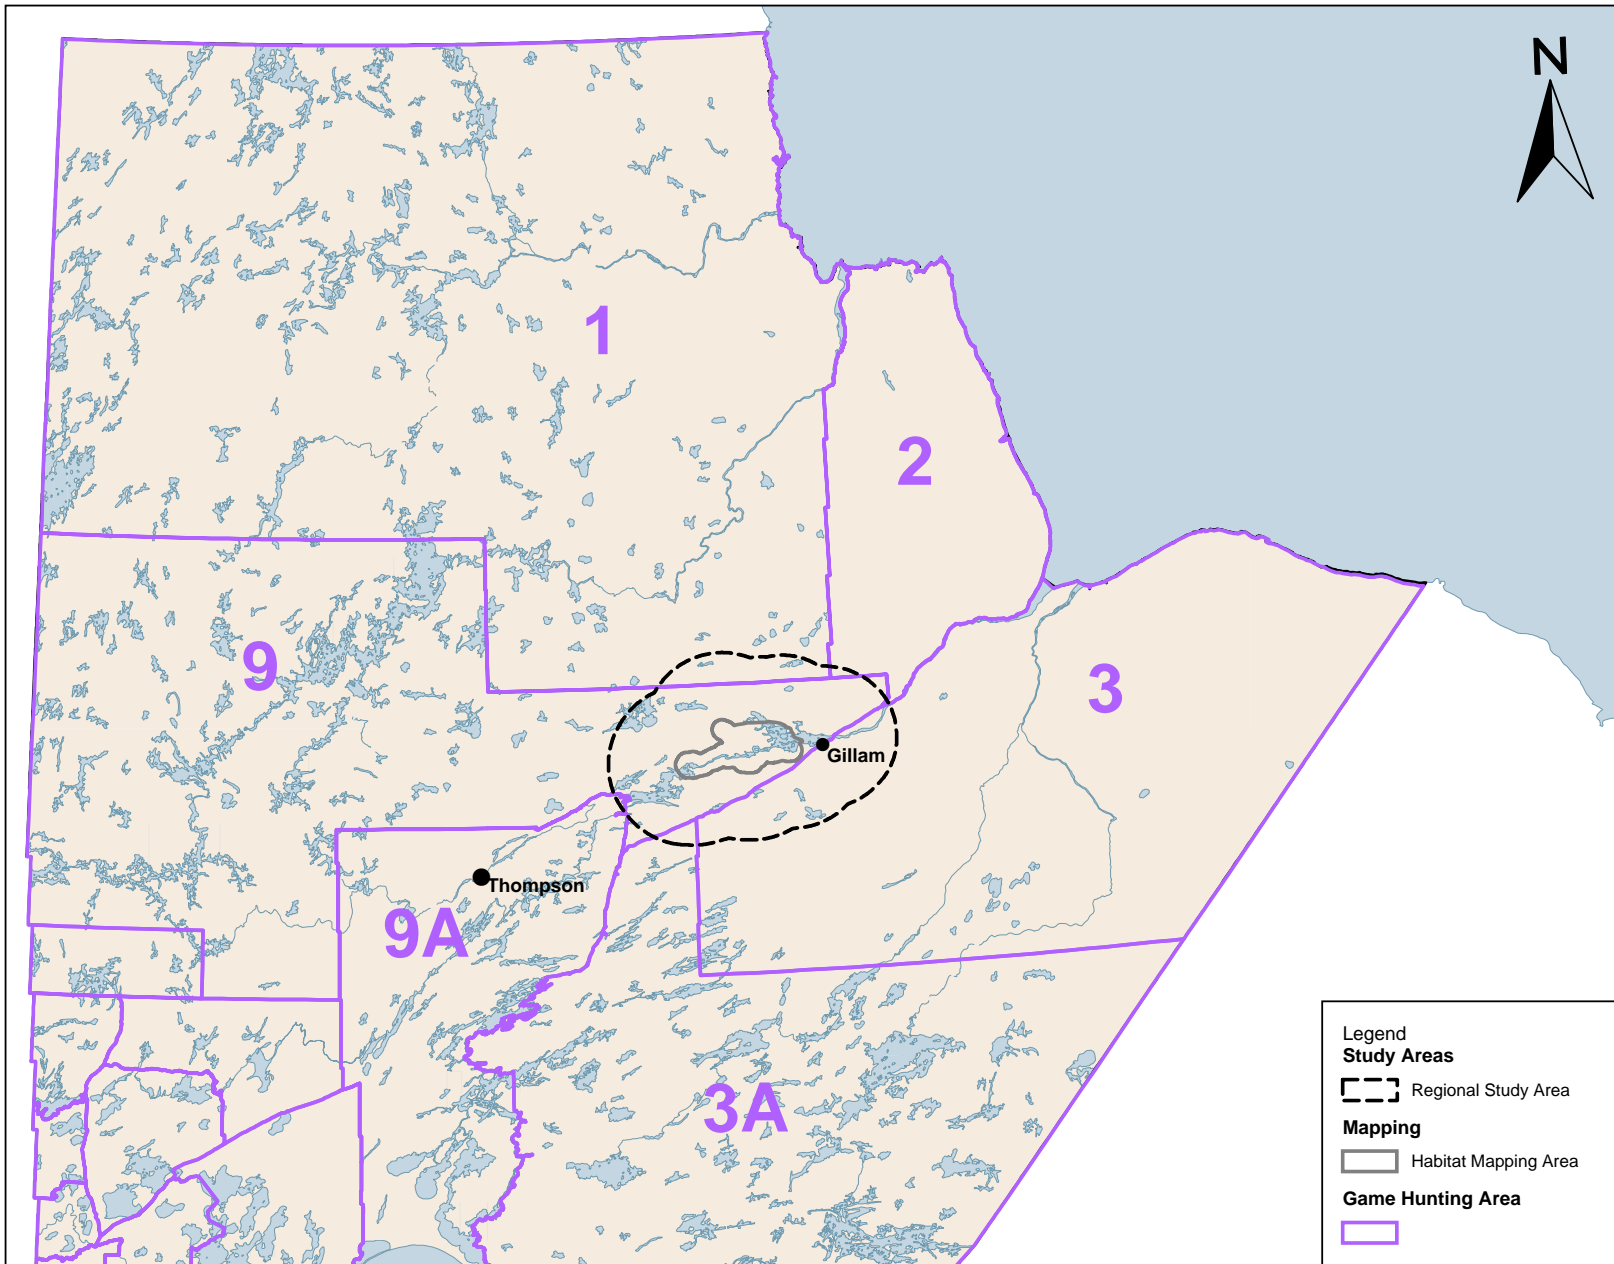 N
1
2
9
3
Gillam
Thompson
9A
3A
Legend
Study Areas
Regional Study Area
Mapping
Habitat Mapping Area
Game Hunting Area